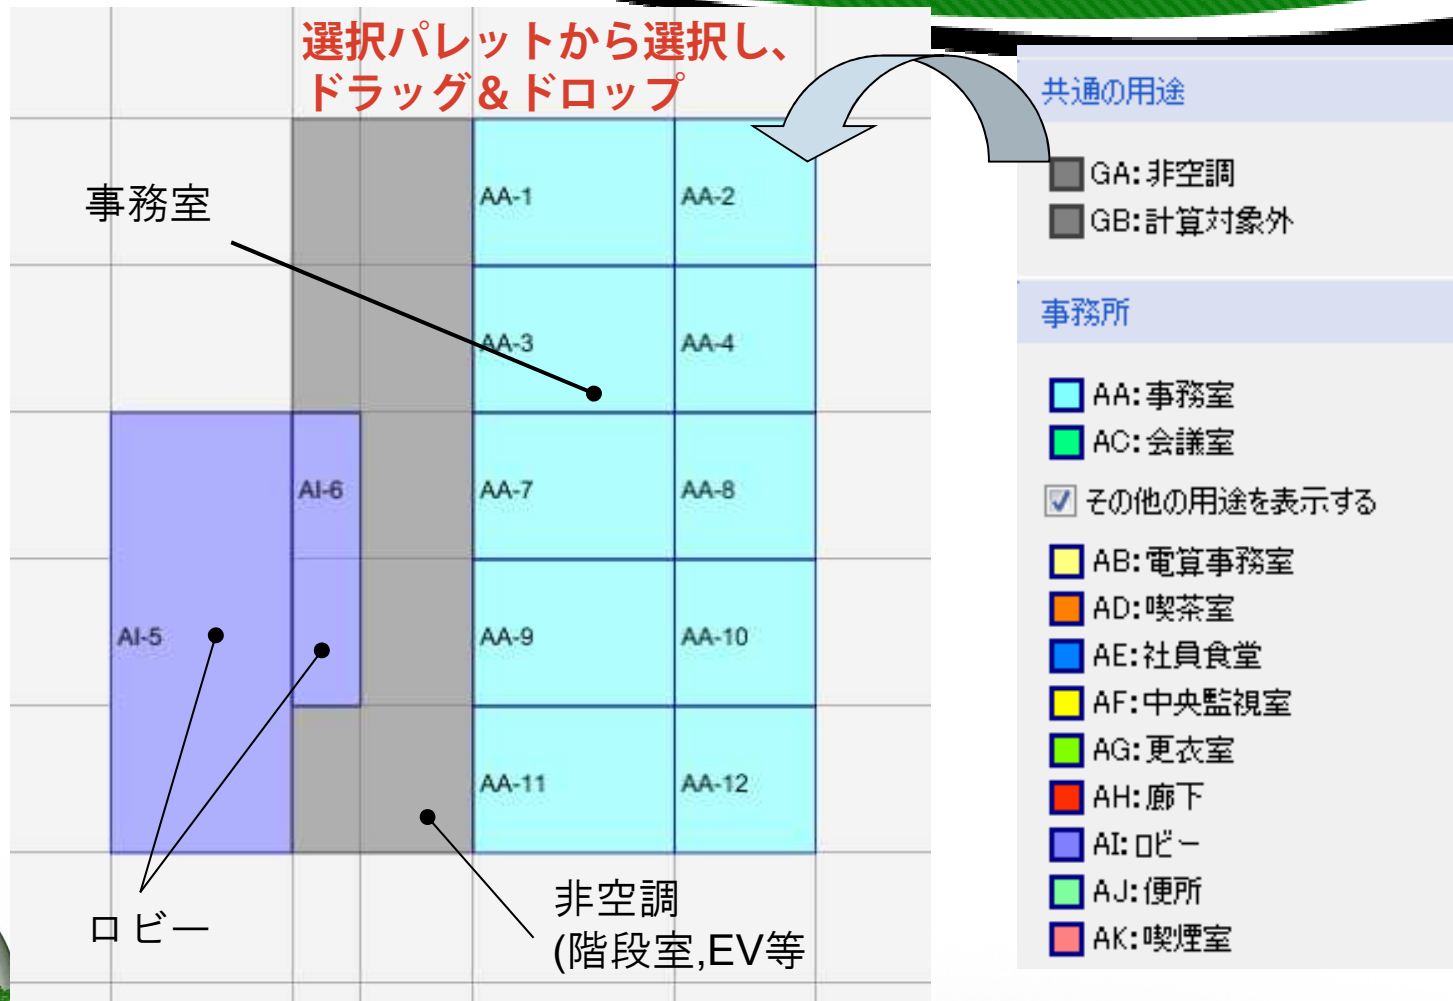 選択パレットから選択し、
ドラッグ＆ドロップ
事務室
AA-1
AA-2
AA-3
AA-4
AI-6
AA-7
AA-8
AI-5
AA-9
AA-10
AA-11
AA-12
ロビー
非空調
(階段室,EV等
共通の用途
GA:非空調
GB:計算対象外
事務所
AA:事務室
AC:会議室
その他の用途を表示する
AB:電算事務室
AD:喫茶室
AE:社員食堂
AF:中央監視室
AG:更衣室
AH:廊下
AI:ロビー
AJ:便所
AK:喫煙室